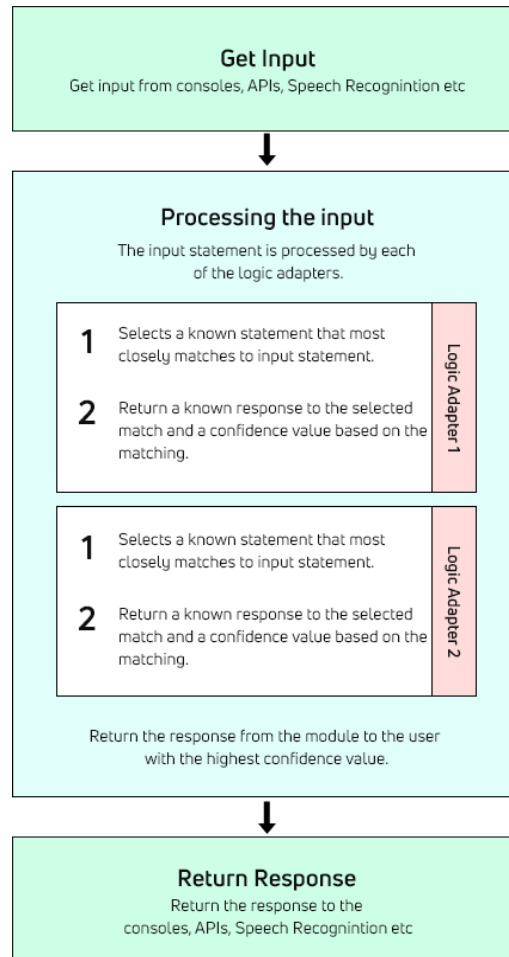 Get Input
Get input from consoles, APIs, Speech Recognintion etc
Processing the input
The input statement is processed by each
of the logic adapters.
1
Selects a known statement that most
closely matches to input statement.
2
Return a known response to the selected
match and a confidence value based on the
matching.
Logic Adapter 1
1
Selects a known statement that most
closely matches to input statement.
2
Return a known response to the selected
match and a confidence value based on the
matching.
Logic Adapter 2
Return the response from the module to the user
with the highest confidence value.
Return Response
Return the response to the
consoles, APIs, Speech Recognintion etc